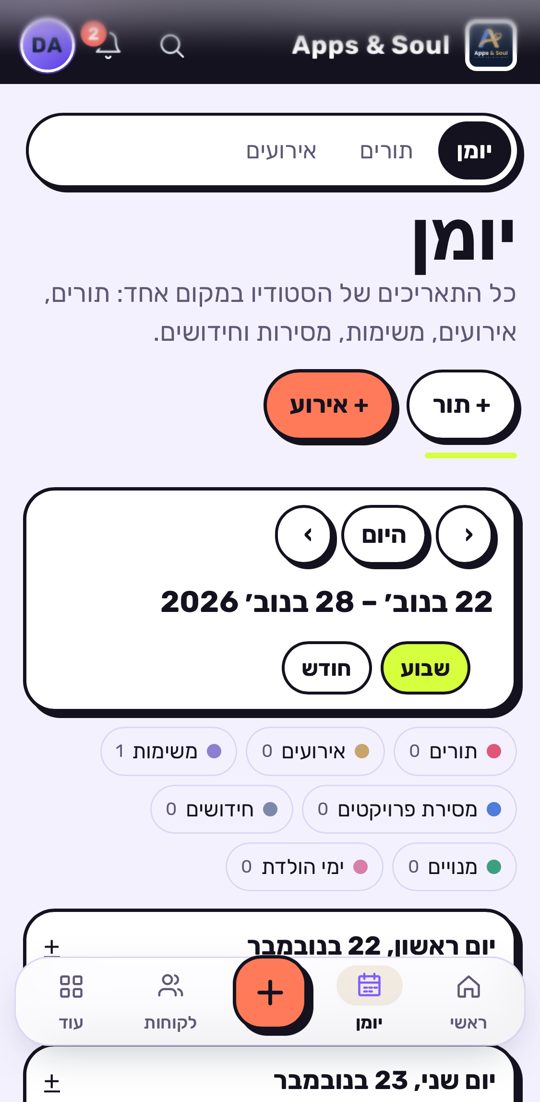 Apps & Soul
Apps & Soul
2
DA
יומן תורים אירועים
יומן
כל התאריכים של הסטודיו במקום אחד: תורים,
אירועים, משימות, מסירות וחידושים.
+ תור
+ אירוע
היום
22 בנוב׳ – 28 בנוב׳ 2026
שבוע חודש
תורים 0 אירועים 0 משימות 1
מסירת פרויקטים 0 חידושים 0
מנויים 0 ימי הולדת 0
יום ראשון, 22 בנובמבר +
ראשי יומן + לקוחות עוד
יום שני, 23 בנובמבר +